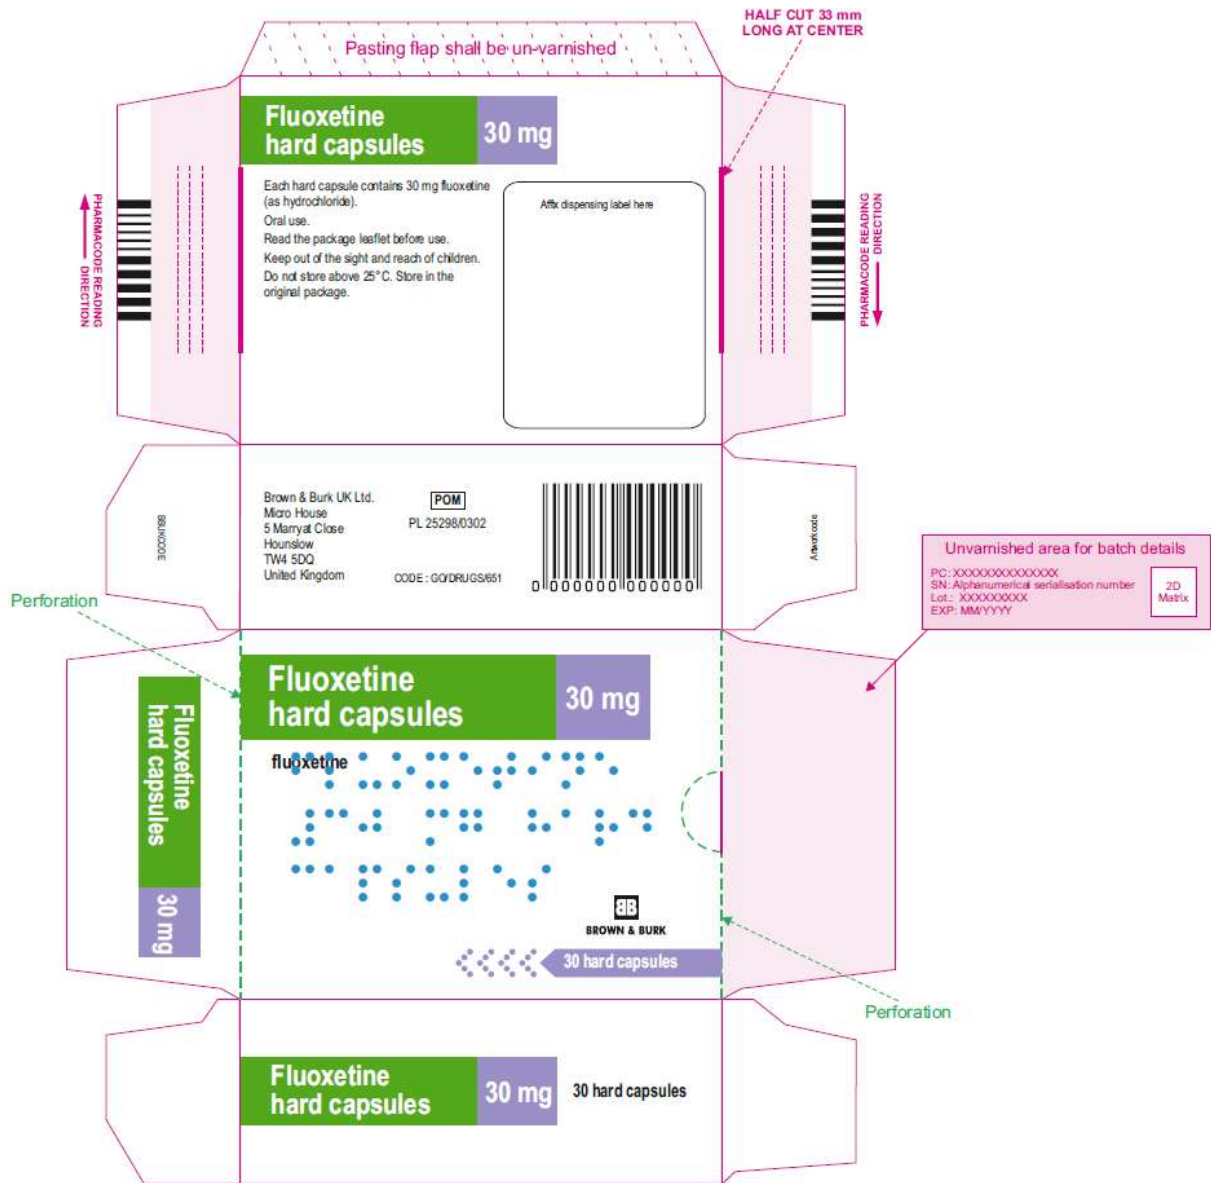 HALF CUT 33 mm
LONG AT CENTER
Pasting flap shall be un-varnished
Fluoxetine
hard capsules
30 mg
Each hard capsule contains 30 mg fluoxetine
(as hydrochloride).
Oral use.
Read the package leaflet before use.
Keep out of the sight and reach of children.
Do not store above 25°C. Store in the
original package.
Affix dispensing label here
PHARMACODE READING
DIRECTION
PHARMACODE READING
DIRECTION
BBUKCODE
Brown & Burk UK Ltd.
Micro House
5 Marryat Close
Hounslow
TW4 5DQ
United Kingdom
POM
PL 25298/0302
CODE : GO/DRUGS/651
0 000000 000000
Artworkcode
Unvarnished area for batch details
PC: XXXXXXXXXXXXXX
SN: Alphanumerical serialisation number
Lot.: XXXXXXXXX
EXP: MM/YYYY
2D
Matrix
Perforation
Fluoxetine
hard capsules
30 mg
Fluoxetine
hard capsules
30 mg
fluoxetine
BB
BROWN & BURK
30 hard capsules
Perforation
Fluoxetine
hard capsules
30 mg
30 hard capsules